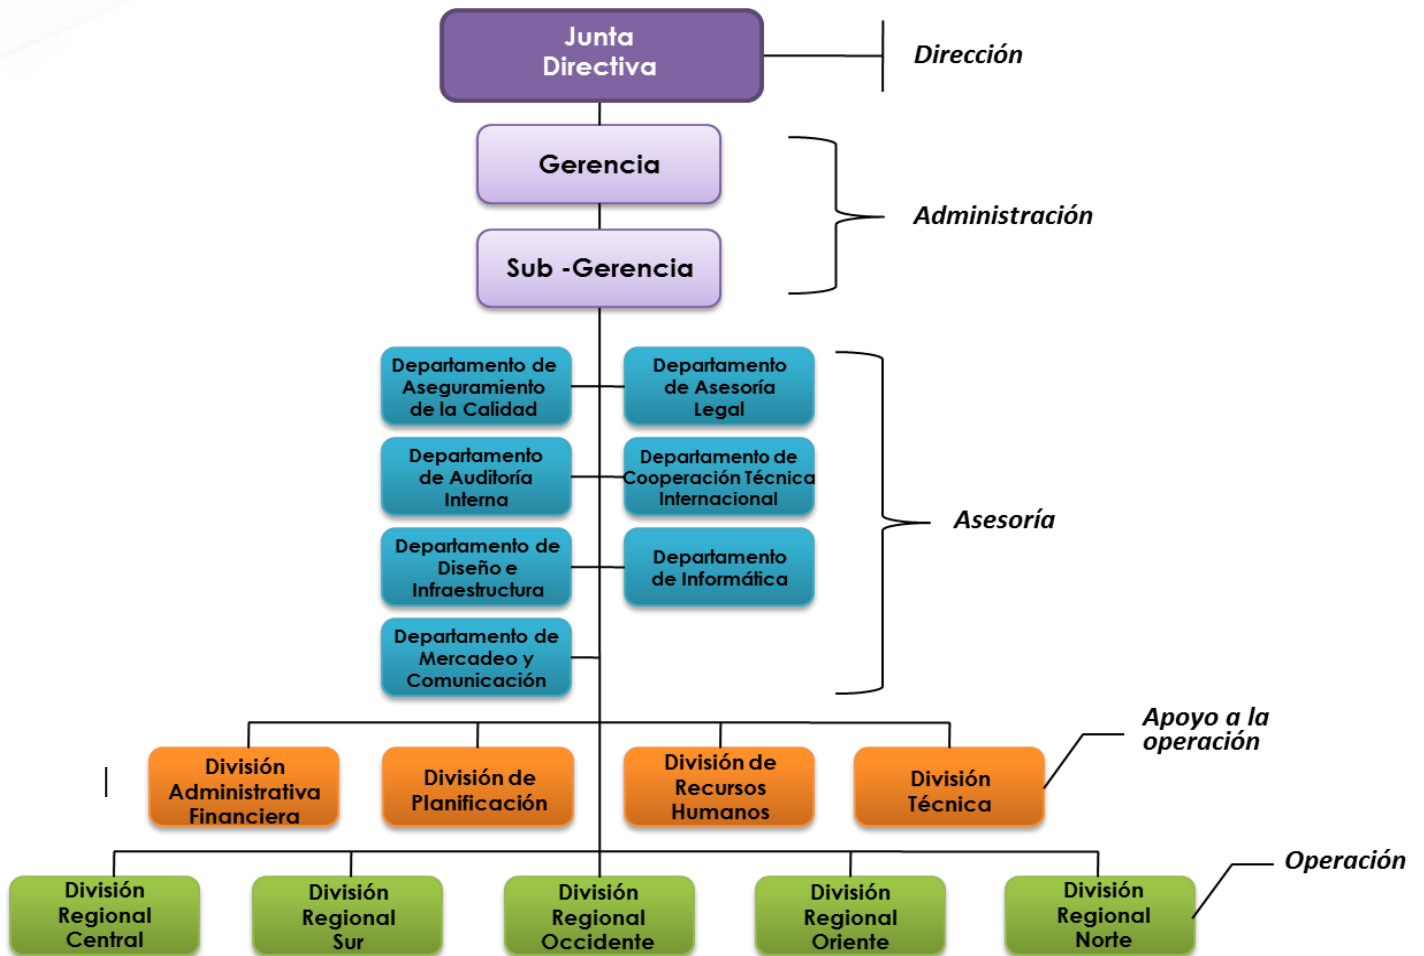 Junta
Directiva
Dirección
Gerencia
Administración
Sub -Gerencia
Departamento de
Aseguramiento
de la Calidad
Departamento
de Asesoría
Legal
Departamento
de Auditoría
Interna
Departamento de
Cooperación Técnica
Internacional
Asesoría
Departamento de
Diseño e
Infraestructura
Departamento
de Informática
Departamento de
Mercadeo y
Comunicación
Apoyo a la
operación
División
Administrativa
Financiera
División de
Planificación
División de
Recursos
Humanos
División
Técnica
Operación
División
Regional
Central
División
Regional
Sur
División
Regional
Occidente
División
Regional
Oriente
División
Regional
Norte